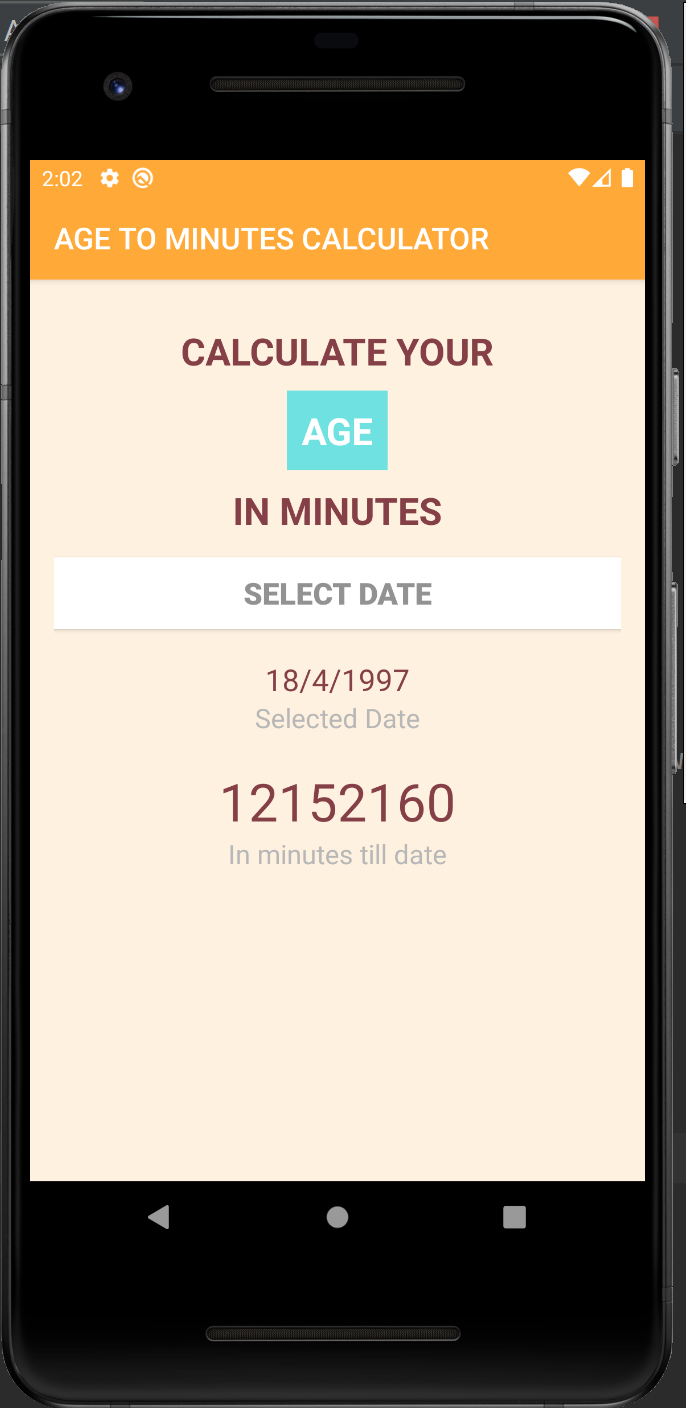 2:02
AGE TO MINUTES CALCULATOR
CALCULATE YOUR
AGE
IN MINUTES
SELECT DATE
18/4/1997
Selected Date
12152160
In minutes till date